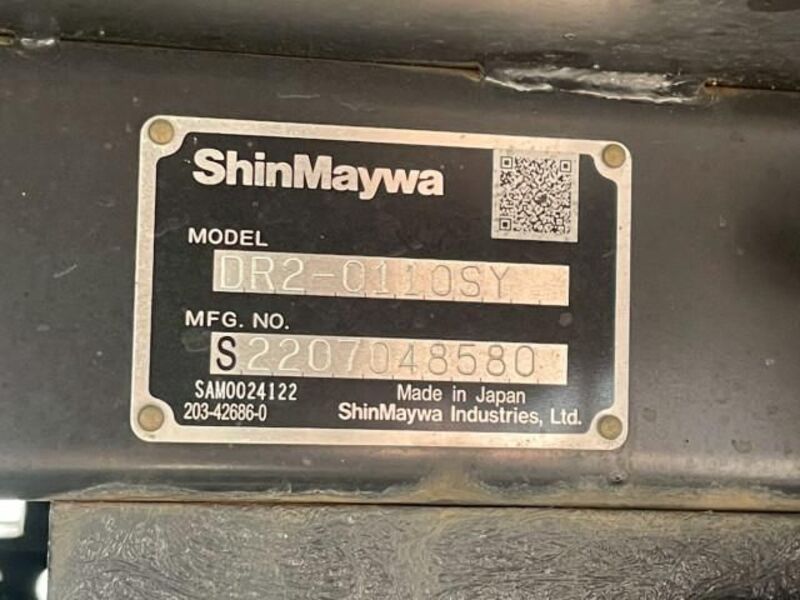 ShinMaywa
MODEL
DR2-0110SY
MFG. NO.
S2207048580
SAM0024122
Made in Japan
203-42686-0
ShinMaywa Industries, Ltd.